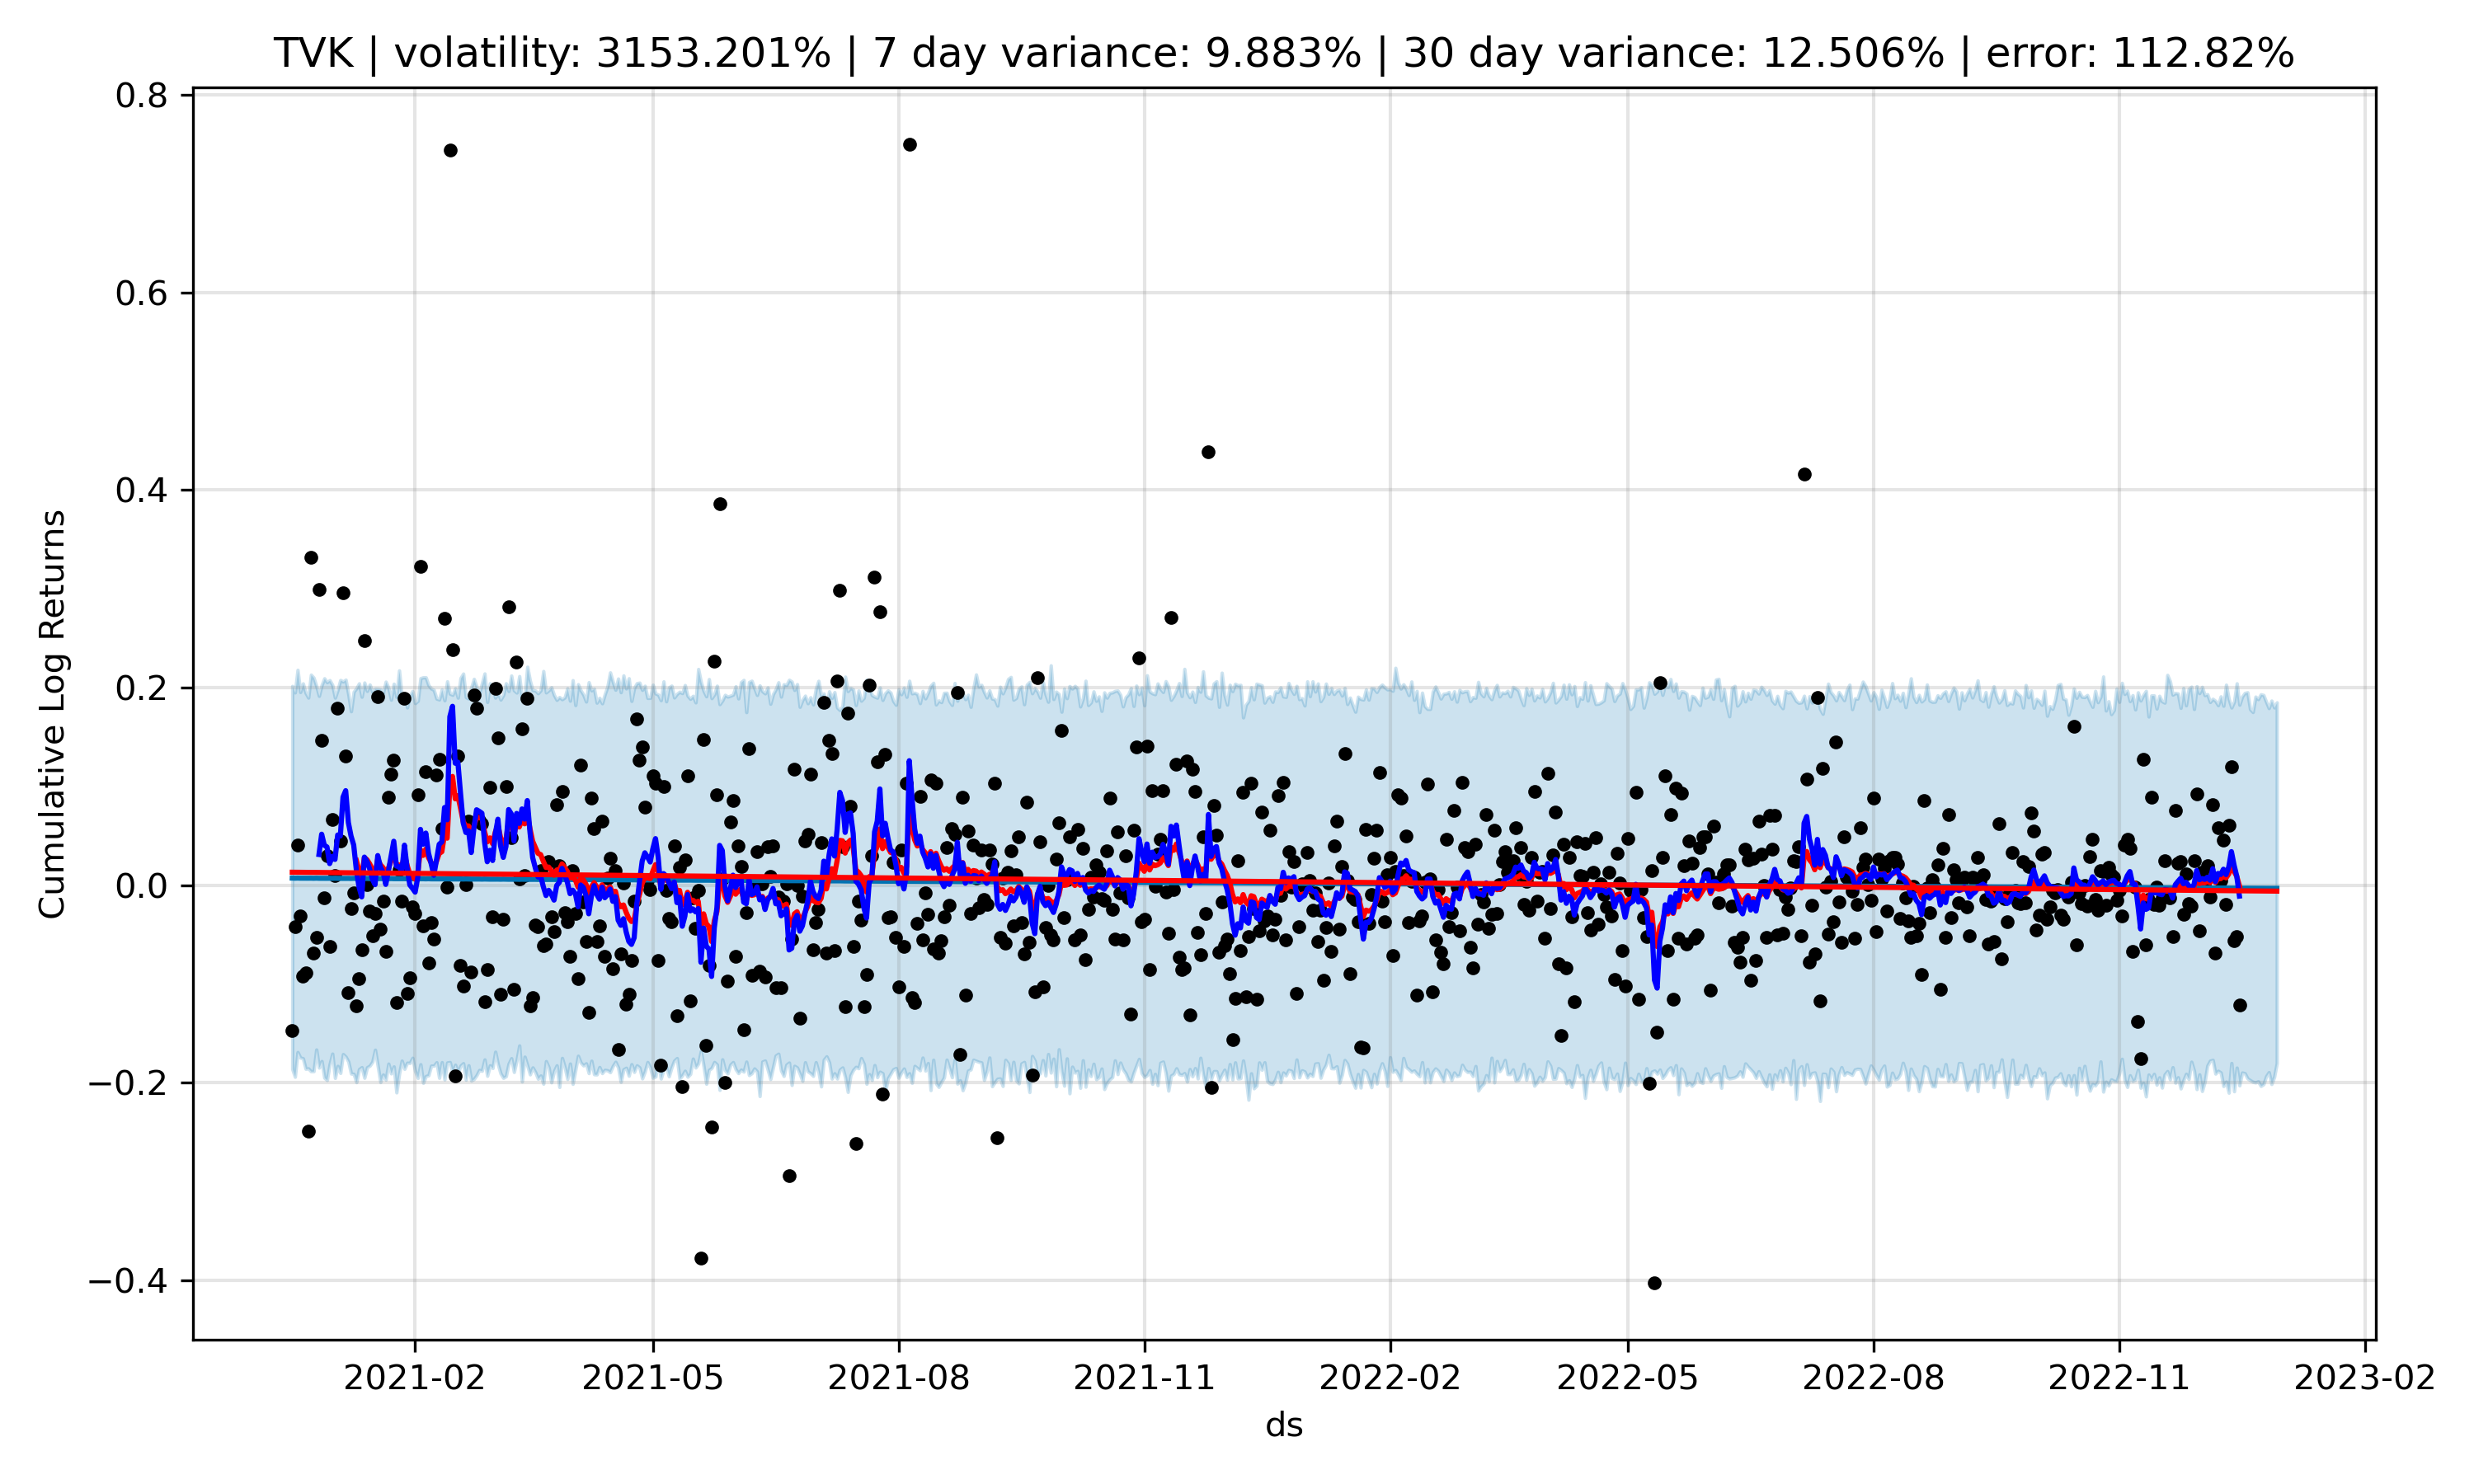 TVK | volatility: 3153.201% | 7 day variance: 9.883% | 30 day variance: 12.506% | error: 112.82%
0.8
0.6
0.4
0.2
0.0
−0.2
−0.4
Cumulative Log Returns
2021-02 2021-05 2021-08 2021-11 2022-02 2022-05 2022-08 2022-11 2023-02
ds